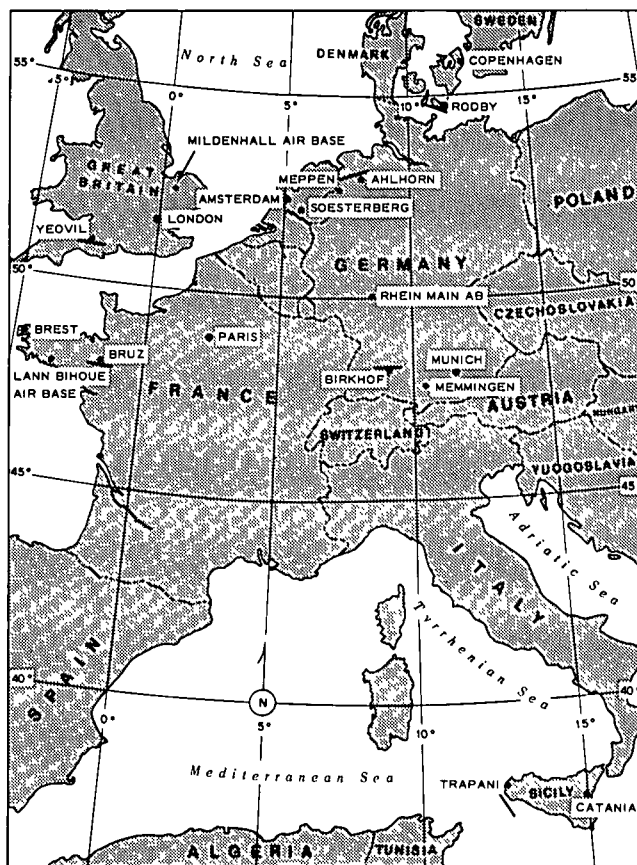 SWEDEN
North Sea
DENMARK
COPENHAGEN
55°
5°
0°
5°
10°
15°
55°
RODBY
MILDENHALL AIR BASE
GREAT
BRITAIN
MEPPEN
AHLHORN
AMSTERDAM
SOESTERBERG
POLAND
LONDON
YEOVIL
GERMANY
50°
50°
RHEIN MAIN AB
CZECHOSLOVAKIA
BREST
PARIS
BRUZ
MUNICH
LANN BIHOUE
AIR BASE
BIRKHOF
MEMMINGEN
FRANCE
AUSTRIA
HUNGAR
SWITZERLAND
YUGOSLAVIA
45°
45°
Adriatic Sea
ITALY
Tyrrhenian Sea
SPAIN
40°
N
40°
0°
5°
10°
15°
Mediterranean Sea
TRAPANI
SICILY
CATANIA
ALGERIA
TUNISIA